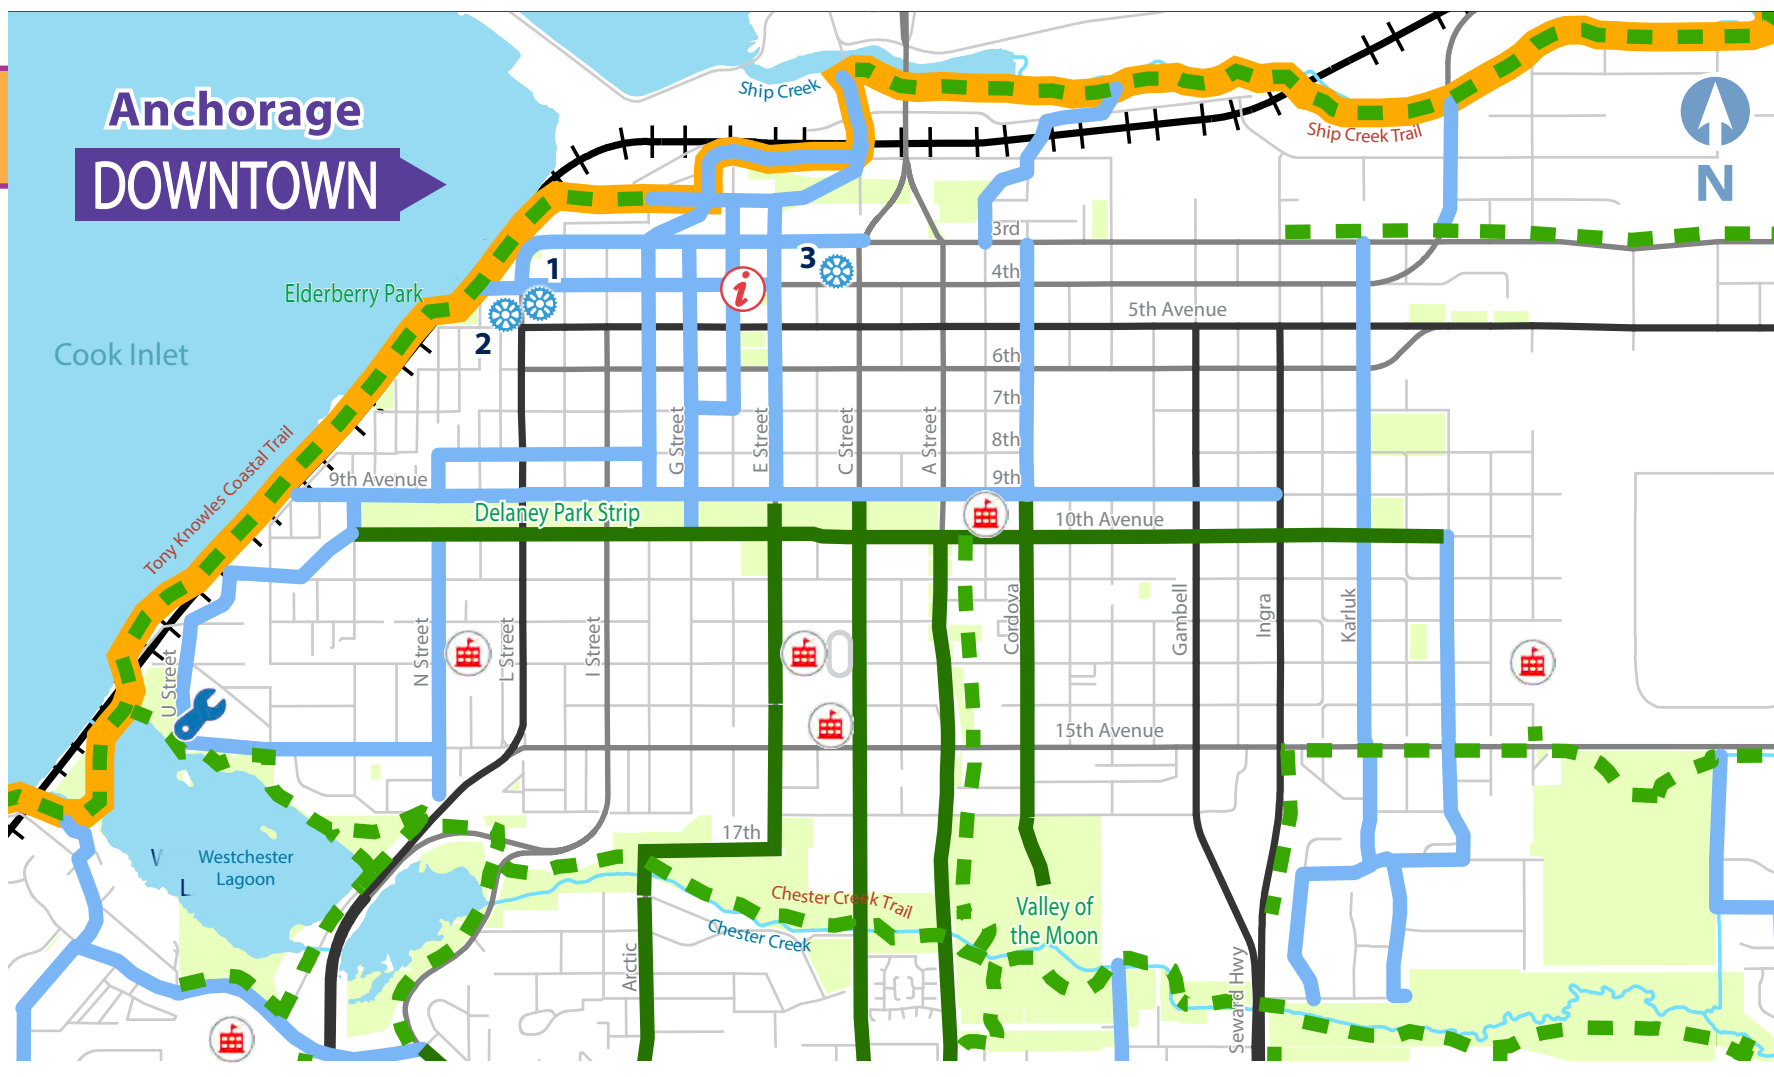 Anchorage
DOWNTOWN
Ship Creek
Ship Creek Trail
N
3rd
1
3
4th
Elderberry Park
5th Avenue
2
Cook Inlet
6th
7th
G Street
E Street
C Street
A Street
8th
Tony Knowles Coastal Trail
9th Avenue
9th
Delaney Park Strip
10th Avenue
U Street
N Street
L Street
I Street
Cordova
Gambell
Ingra
Karluk
15th Avenue
17th
W
L
Westchester
Lagoon
Chester Creek Trail
Chester Creek
Valley of
the Moon
Arctic
Seward Hwy